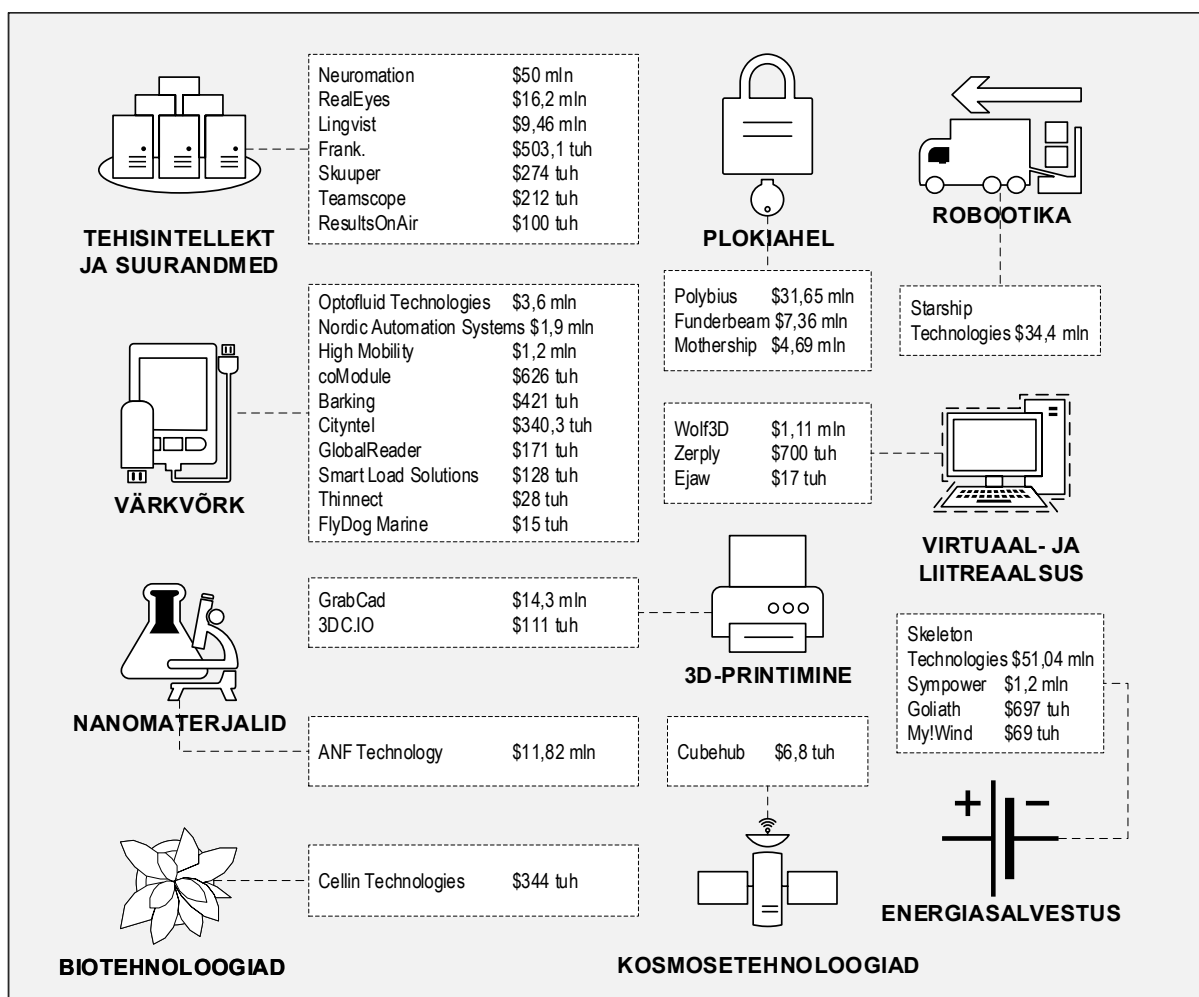 Neuromation $50 mln
RealEyes $16,2 mln
Lingvist $9,46 mln
Frank. $503,1 tuh
Skuuper $274 tuh
Teamscope $212 tuh
ResultsOnAir $100 tuh
TEHISINTELLEKT
JA SUURANDMED
PLOKIAHEL
Polybius $31,65 mln
Funderbeam $7,36 mln
Mothership $4,69 mln
ROBOOTIKA
Starship
Technologies $34,4 mln
Optofluid Technologies $3,6 mln
Nordic Automation Systems $1,9 mln
High Mobility $1,2 mln
coModule $626 tuh
Barking $421 tuh
Cityntel $340,3 tuh
GlobalReader $171 tuh
Smart Load Solutions $128 tuh
Thinnect $28 tuh
FlyDog Marine $15 tuh
VÄRKVÕRK
Wolf3D $1,11 mln
Zerply $700 tuh
Ejaw $17 tuh
VIRTUAAL- JA
LIITREAALSUS
GrabCad $14,3 mln
3DC.IO $111 tuh
3D-PRINTIMINE
NANOMATERJALID
ANF Technology $11,82 mln
Cubehub $6,8 tuh
KOSMOSETEHNOLOOGIAD
Skeleton
Technologies $51,04 mln
Sympower $1,2 mln
Goliath $697 tuh
My!Wind $69 tuh
+ −
ENERGIASALVESTUS
Cellin Technologies $344 tuh
BIOTEHNOLOOGIAD